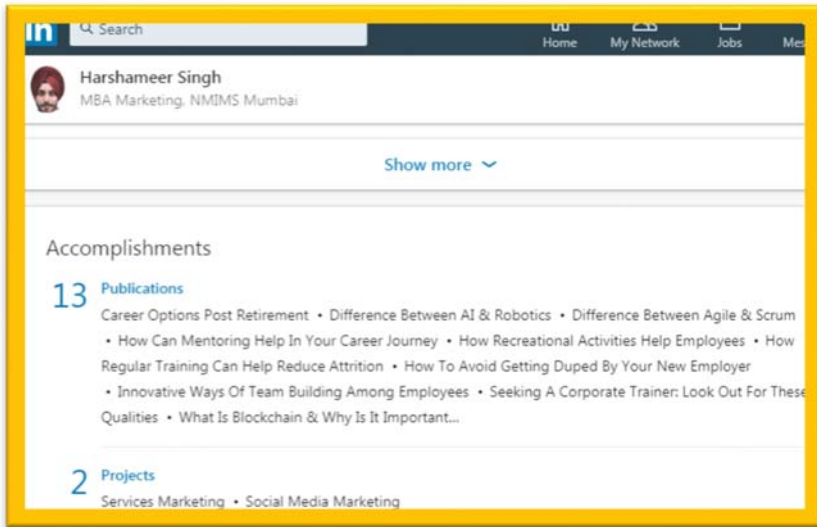 in
Search
Home My Network Jobs Mes
Harshameer Singh
MBA Marketing, NMIMS Mumbai
Show more
Accomplishments
13 Publications
Career Options Post Retirement • Difference Between AI & Robotics • Difference Between Agile & Scrum
• How Can Mentoring Help In Your Career Journey • How Recreational Activities Help Employees • How
Regular Training Can Help Reduce Attrition • How To Avoid Getting Duped By Your New Employer
• Innovative Ways Of Team Building Among Employees • Seeking A Corporate Trainer: Look Out For These
Qualities • What Is Blockchain & Why Is It Important...
2 Projects
Services Marketing • Social Media Marketing